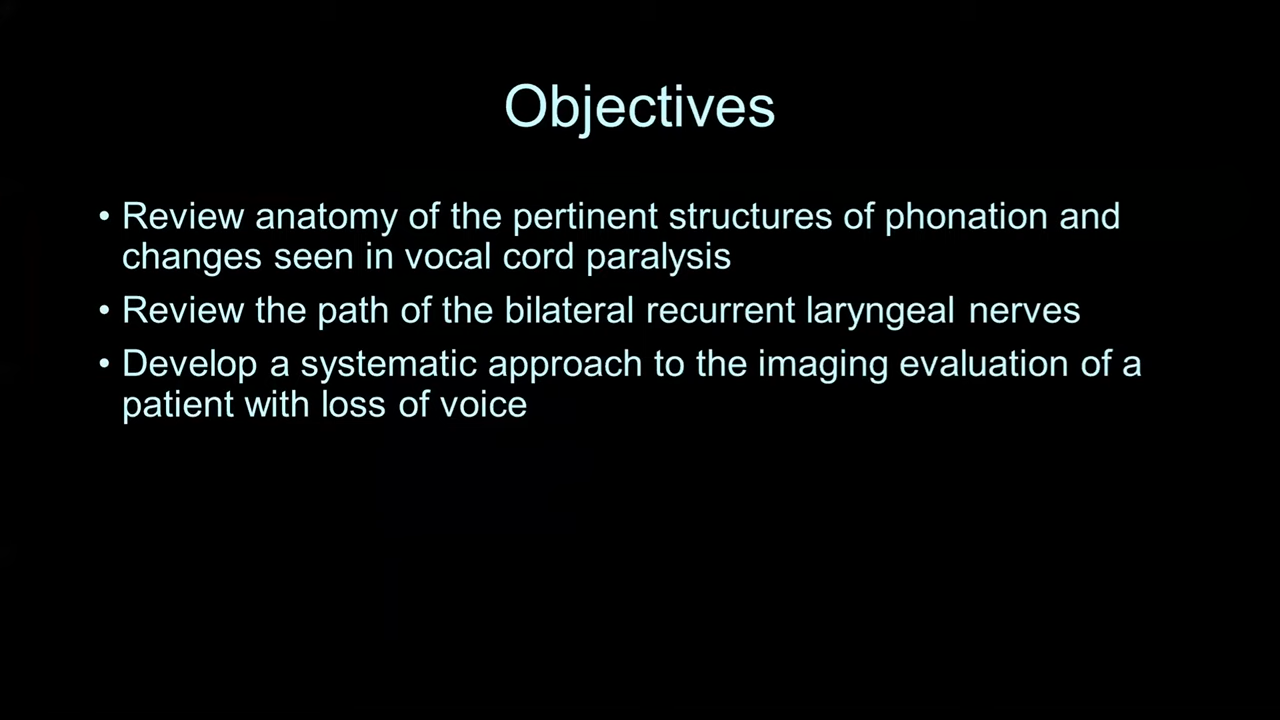 Objectives
• Review anatomy of the pertinent structures of phonation and
changes seen in vocal cord paralysis
• Review the path of the bilateral recurrent laryngeal nerves
• Develop a systematic approach to the imaging evaluation of a
patient with loss of voice